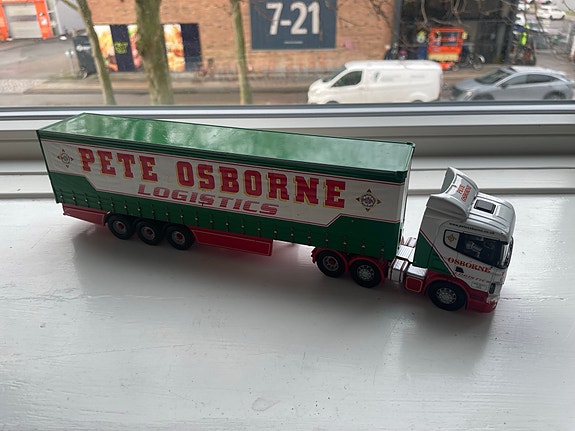 7-21
PETE OSBORNE
LOGISTICS
OSBORNE